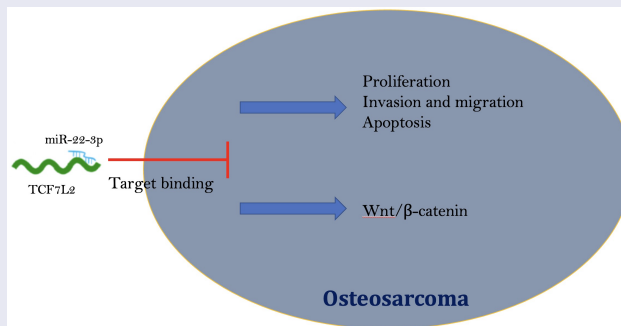 Proliferation
Invasion and migration
Apoptosis
miR-22-3p
Target binding
TCF7L2
Wnt/β-catenin
Osteosarcoma